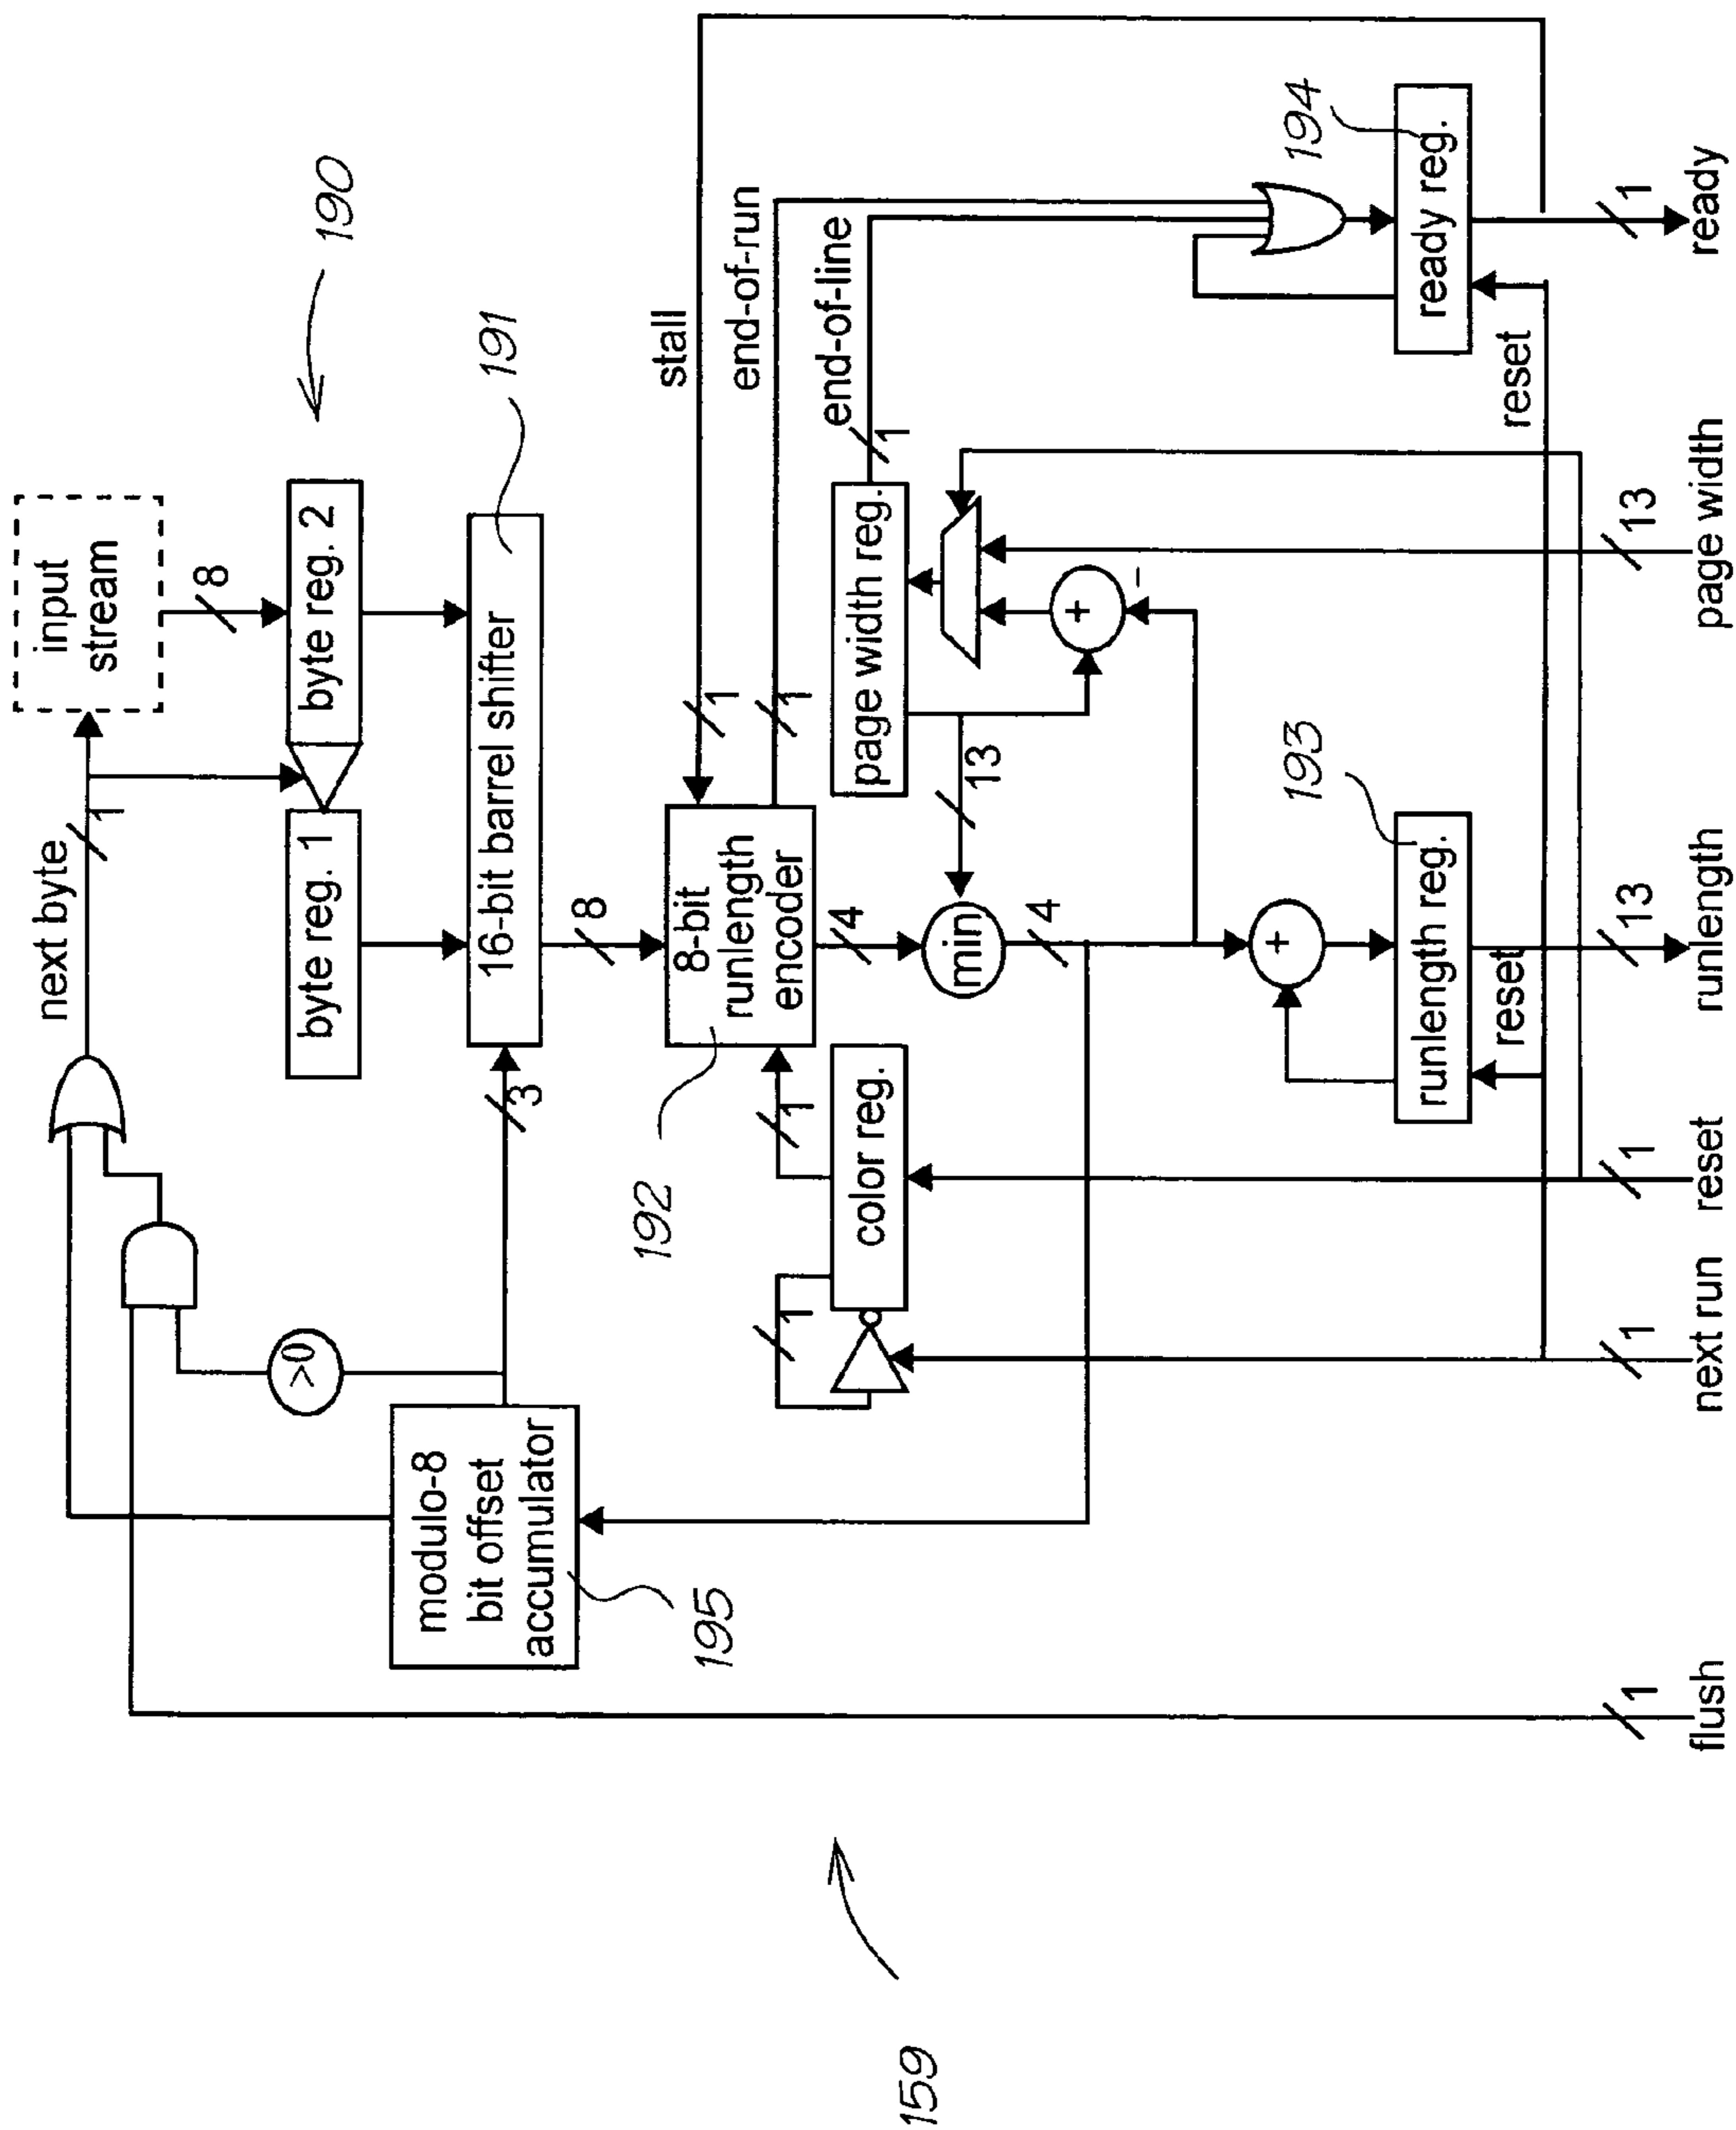 input
stream
next byte
1
8
190
byte reg. 1
byte reg. 2
>0
modulo-8
bit offset
accumulator
195
3
16-bit barrel shifter
191
8
stall
1
end-of-run
1
8-bit
runlength
encoder
192
1
1
color reg.
4
min
4
13
page width reg.
end-of-line
1
+
-
+
193
runlength reg.
reset
194
ready reg.
reset
1
flush
1
next run
1
reset
13
runlength
13
page width
1
ready
159